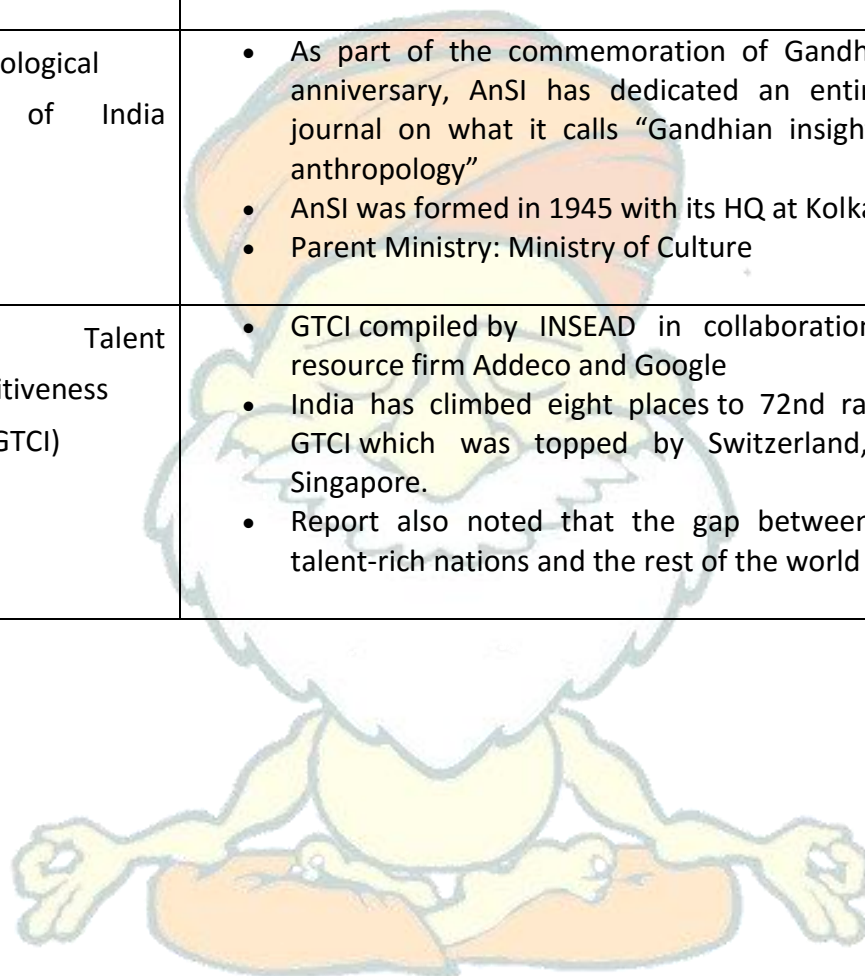 ological
of India
• As part of the commemoration of Gandh
anniversary, AnSI has dedicated an entir
journal on what it calls “Gandhian insigh
anthropology”
• AnSI was formed in 1945 with its HQ at Kolka
• Parent Ministry: Ministry of Culture
Talent
itiveness
GTCI)
• GTCI compiled by INSEAD in collaboration
resource firm Addeco and Google
• India has climbed eight places to 72nd ra
GTCI which was topped by Switzerland,
Singapore.
• Report also noted that the gap between
talent-rich nations and the rest of the world